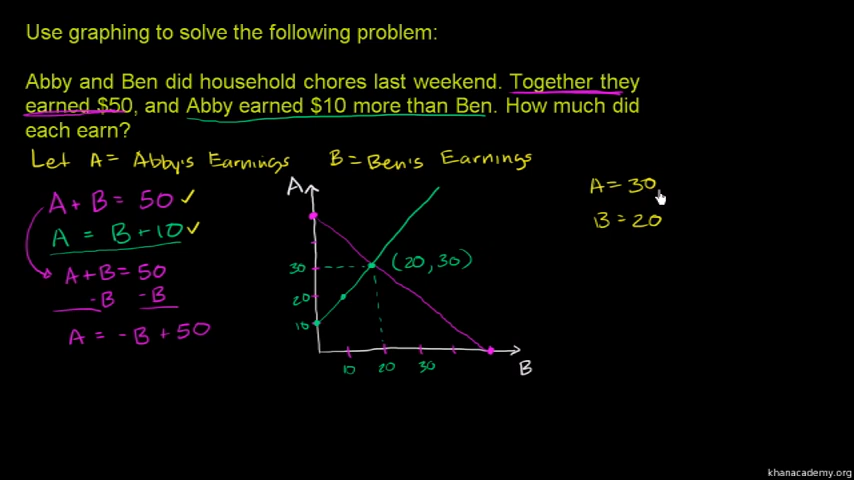 Use graphing to solve the following problem:
Abby and Ben did household chores last weekend. Together they
earned $50, and Abby earned $10 more than Ben. How much did
each earn?
Let A = Abby's Earnings B = Ben's Earnings
A + B = 50 ✓
A = B + 10 ✓
A + B = 50
-B -B
A = -B + 50
A
30
20
10
(20, 30)
10 20 30
B
A = 30
B = 20
khanacademy.org